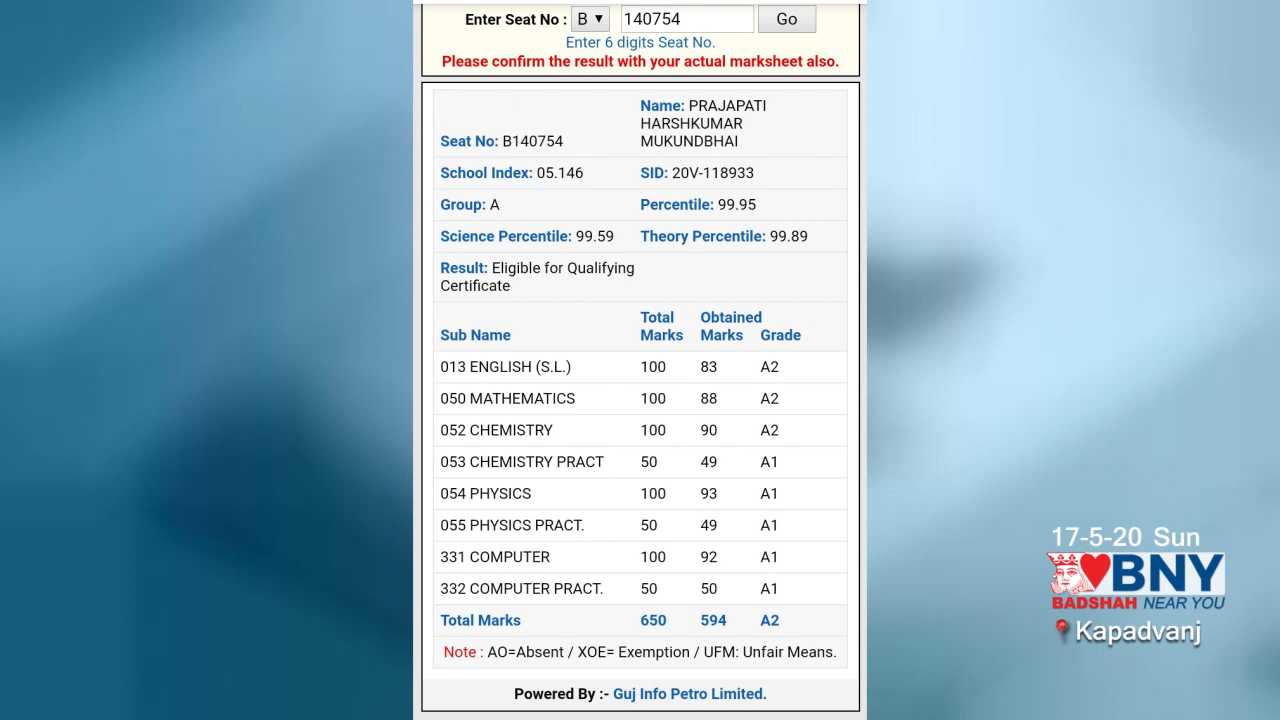 Enter Seat No : B ▼ 140754 Go
Enter 6 digits Seat No.
Please confirm the result with your actual marksheet also.
Seat No: B140754 Name: PRAJAPATI
HARSHKUMAR
MUKUNDBHAI
School Index: 05.146 SID: 20V-118933
Group: A Percentile: 99.95
Science Percentile: 99.59 Theory Percentile: 99.89
Result: Eligible for Qualifying
Certificate
Sub Name Total Marks Obtained Marks Grade
013 ENGLISH (S.L.) 100 83 A2
050 MATHEMATICS 100 88 A2
052 CHEMISTRY 100 90 A2
053 CHEMISTRY PRACT 50 49 A1
054 PHYSICS 100 93 A1
055 PHYSICS PRACT. 50 49 A1
331 COMPUTER 100 92 A1
332 COMPUTER PRACT. 50 50 A1
Total Marks 650 594 A2
Note : AO=Absent / XOE= Exemption / UFM: Unfair Means.
Powered By :- Guj Info Petro Limited.
17-5-20 Sun
BNY
BADSHAH NEAR YOU
Kapadvanj